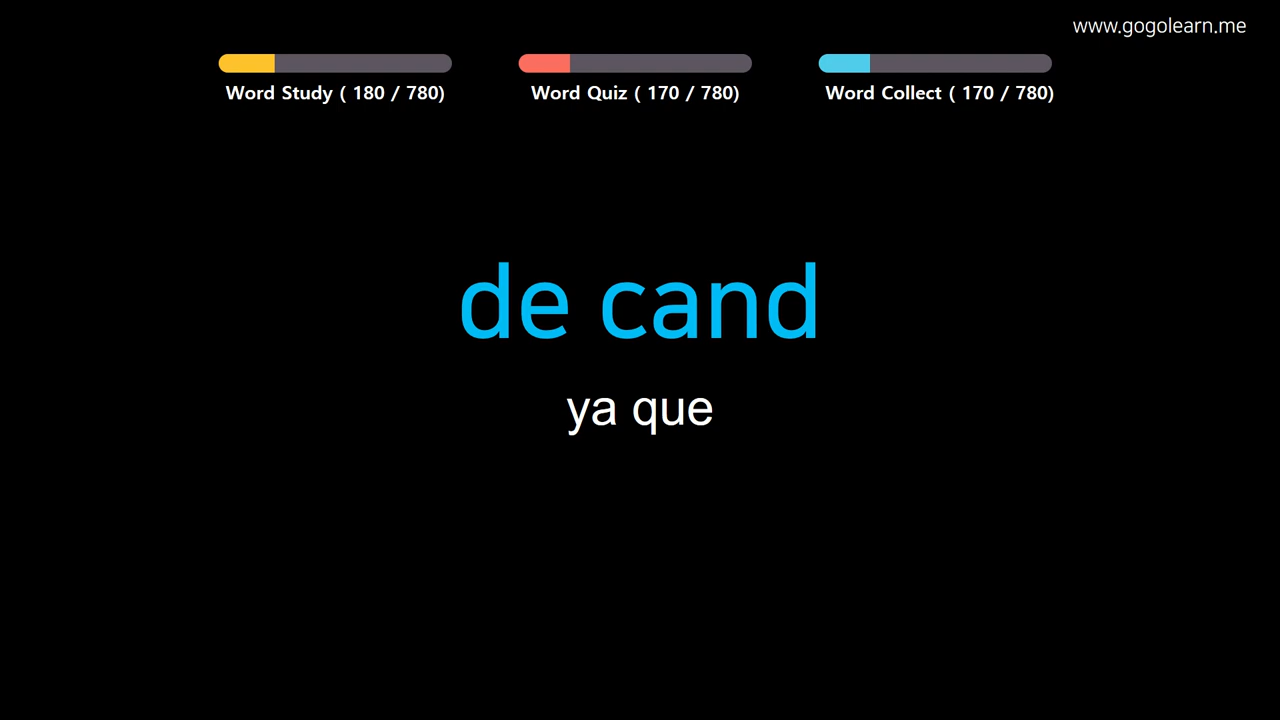 www.gogolearn.me
Word Study ( 180 / 780)
Word Quiz ( 170 / 780)
Word Collect ( 170 / 780)
de cand
ya que